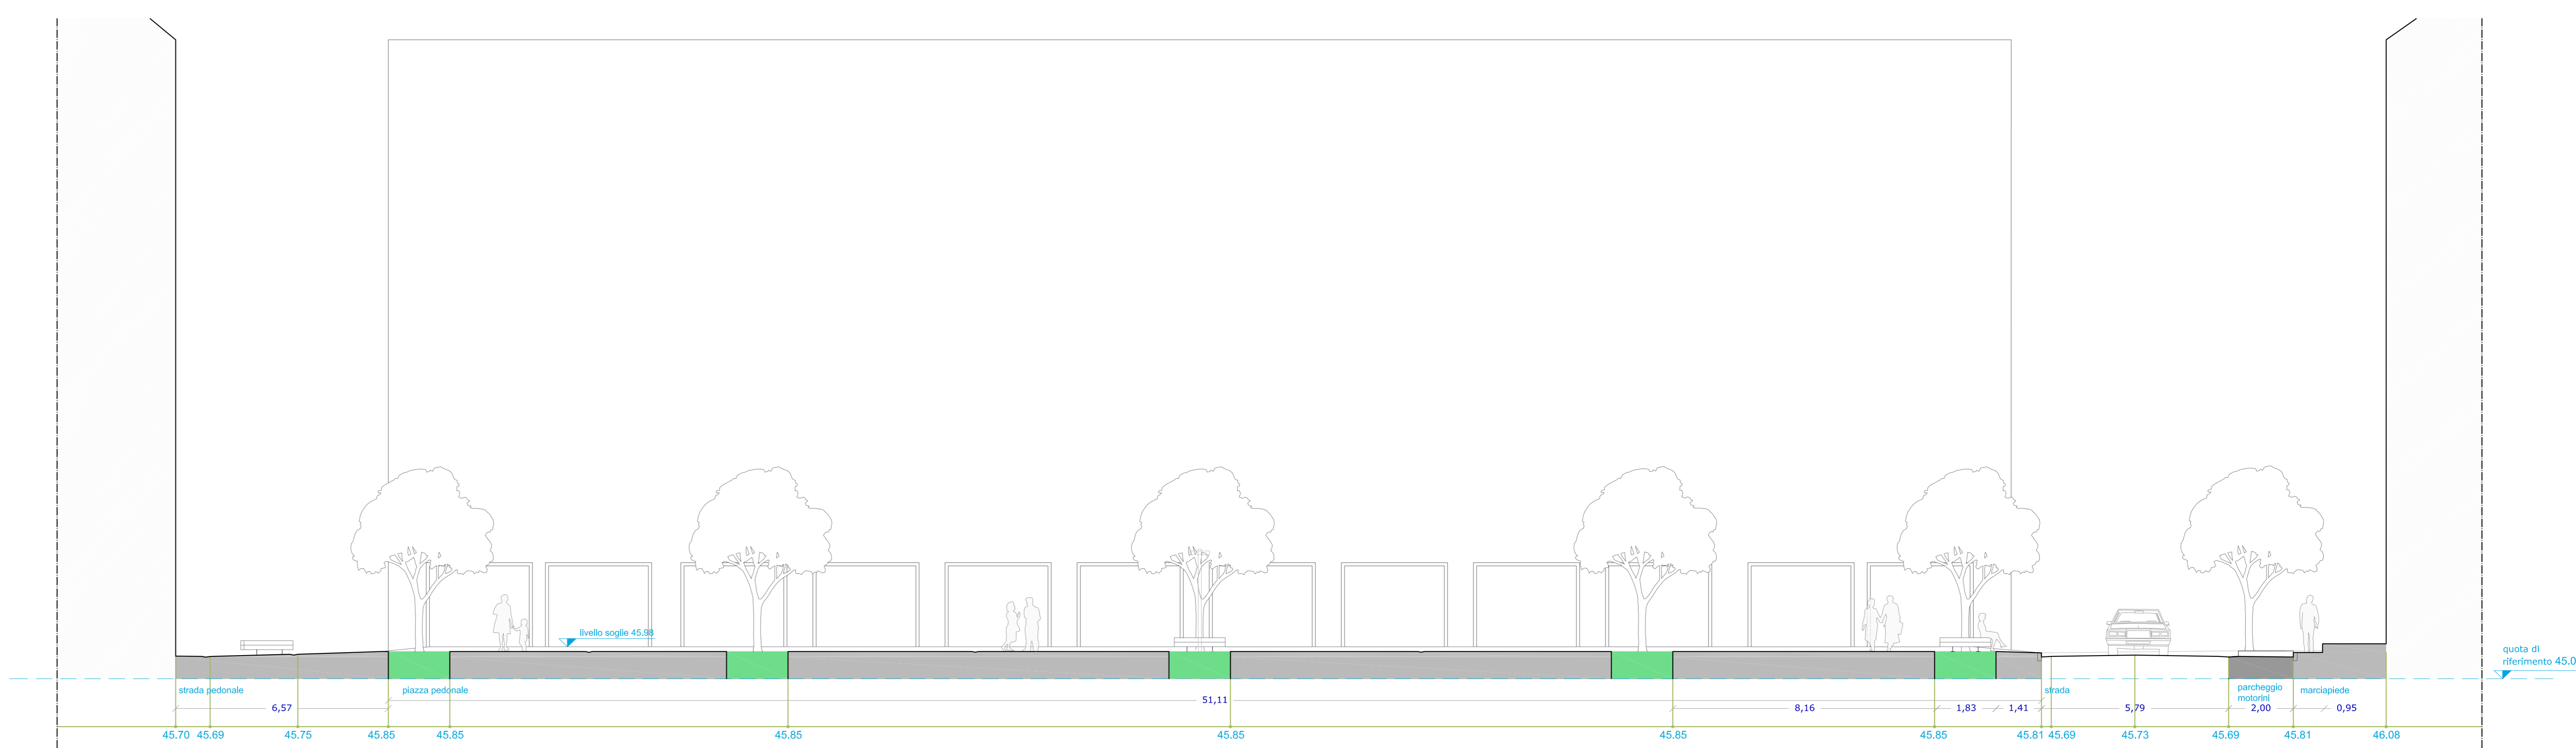 livello soglie 45.98
quota di
riferimento 45.0
strada pedonale
piazza pedonale
strada
parcheggio
motorini
marciapiede
51,11
6,57
8,16
1,83
1,41
5,79
2,00
0,95
45.70 45.69 45.75 45.85 45.85 45.85 45.85 45.85 45.85 45.81 45.69 45.73 45.69 45.81 46.08